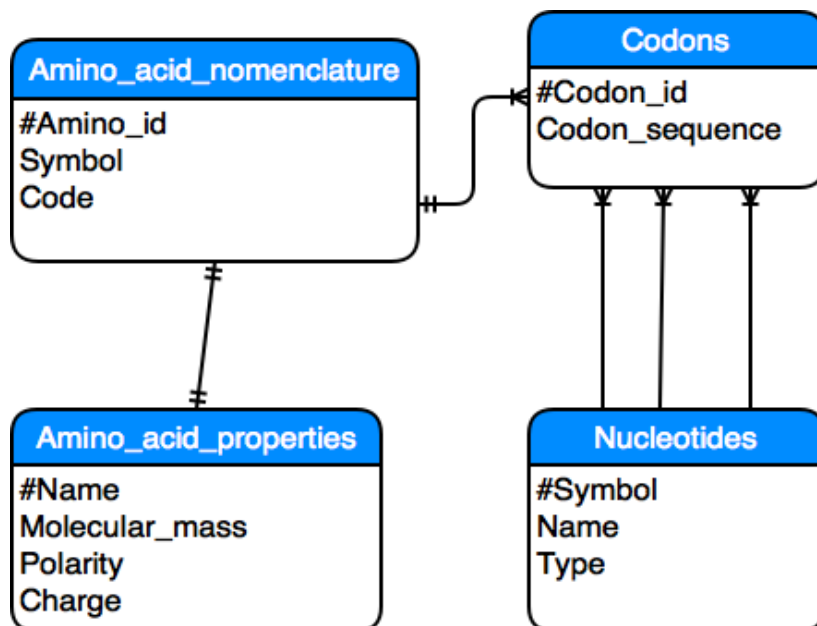 Amino_acid_nomenclature
#Amino_id
Symbol
Code
Codons
#Codon_id
Codon_sequence
Amino_acid_properties
#Name
Molecular_mass
Polarity
Charge
Nucleotides
#Symbol
Name
Type